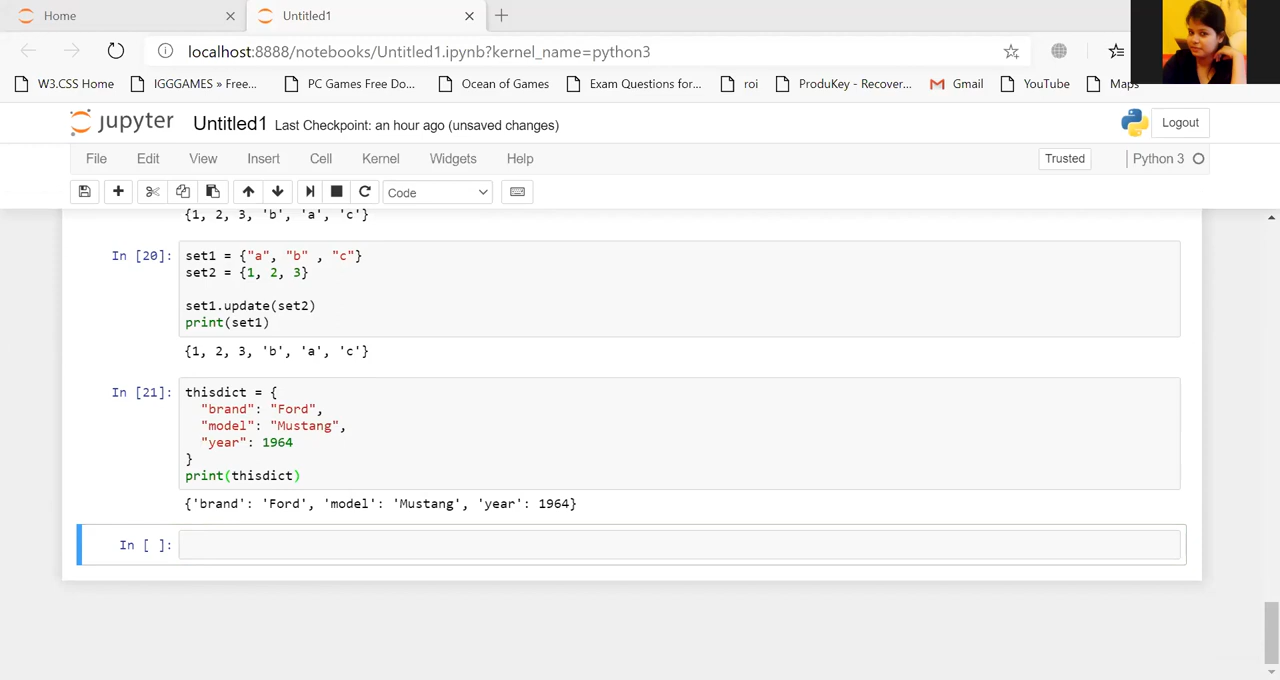 Home
Untitled1
localhost:8888/notebooks/Untitled1.ipynb?kernel_name=python3
W3.CSS Home IGGGAMES » Free... PC Games Free Do... Ocean of Games Exam Questions for... roi ProduKey - Recover... Gmail YouTube Maps
jupyter Untitled1 Last Checkpoint: an hour ago (unsaved changes) Logout
File Edit View Insert Cell Kernel Widgets Help Trusted Python 3
Code
{1, 2, 3, 'b', 'a', 'c'}
In [20]: set1 = {"a", "b" , "c"}
set2 = {1, 2, 3}
set1.update(set2)
print(set1)
{1, 2, 3, 'b', 'a', 'c'}
In [21]: thisdict = {
"brand": "Ford",
"model": "Mustang",
"year": 1964
}
print(thisdict)
{'brand': 'Ford', 'model': 'Mustang', 'year': 1964}
In [ ]: